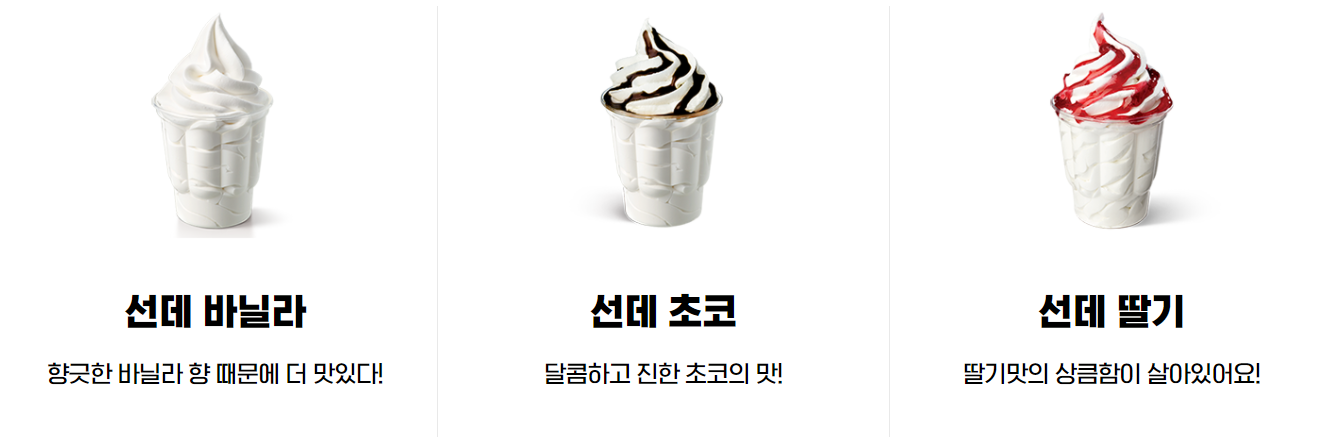 선데 바닐라
향긋한 바닐라 향 때문에 더 맛있다!
선데 초코
달콤하고 진한 초코의 맛!
선데 딸기
딸기맛의 상큼함이 살아있어요!